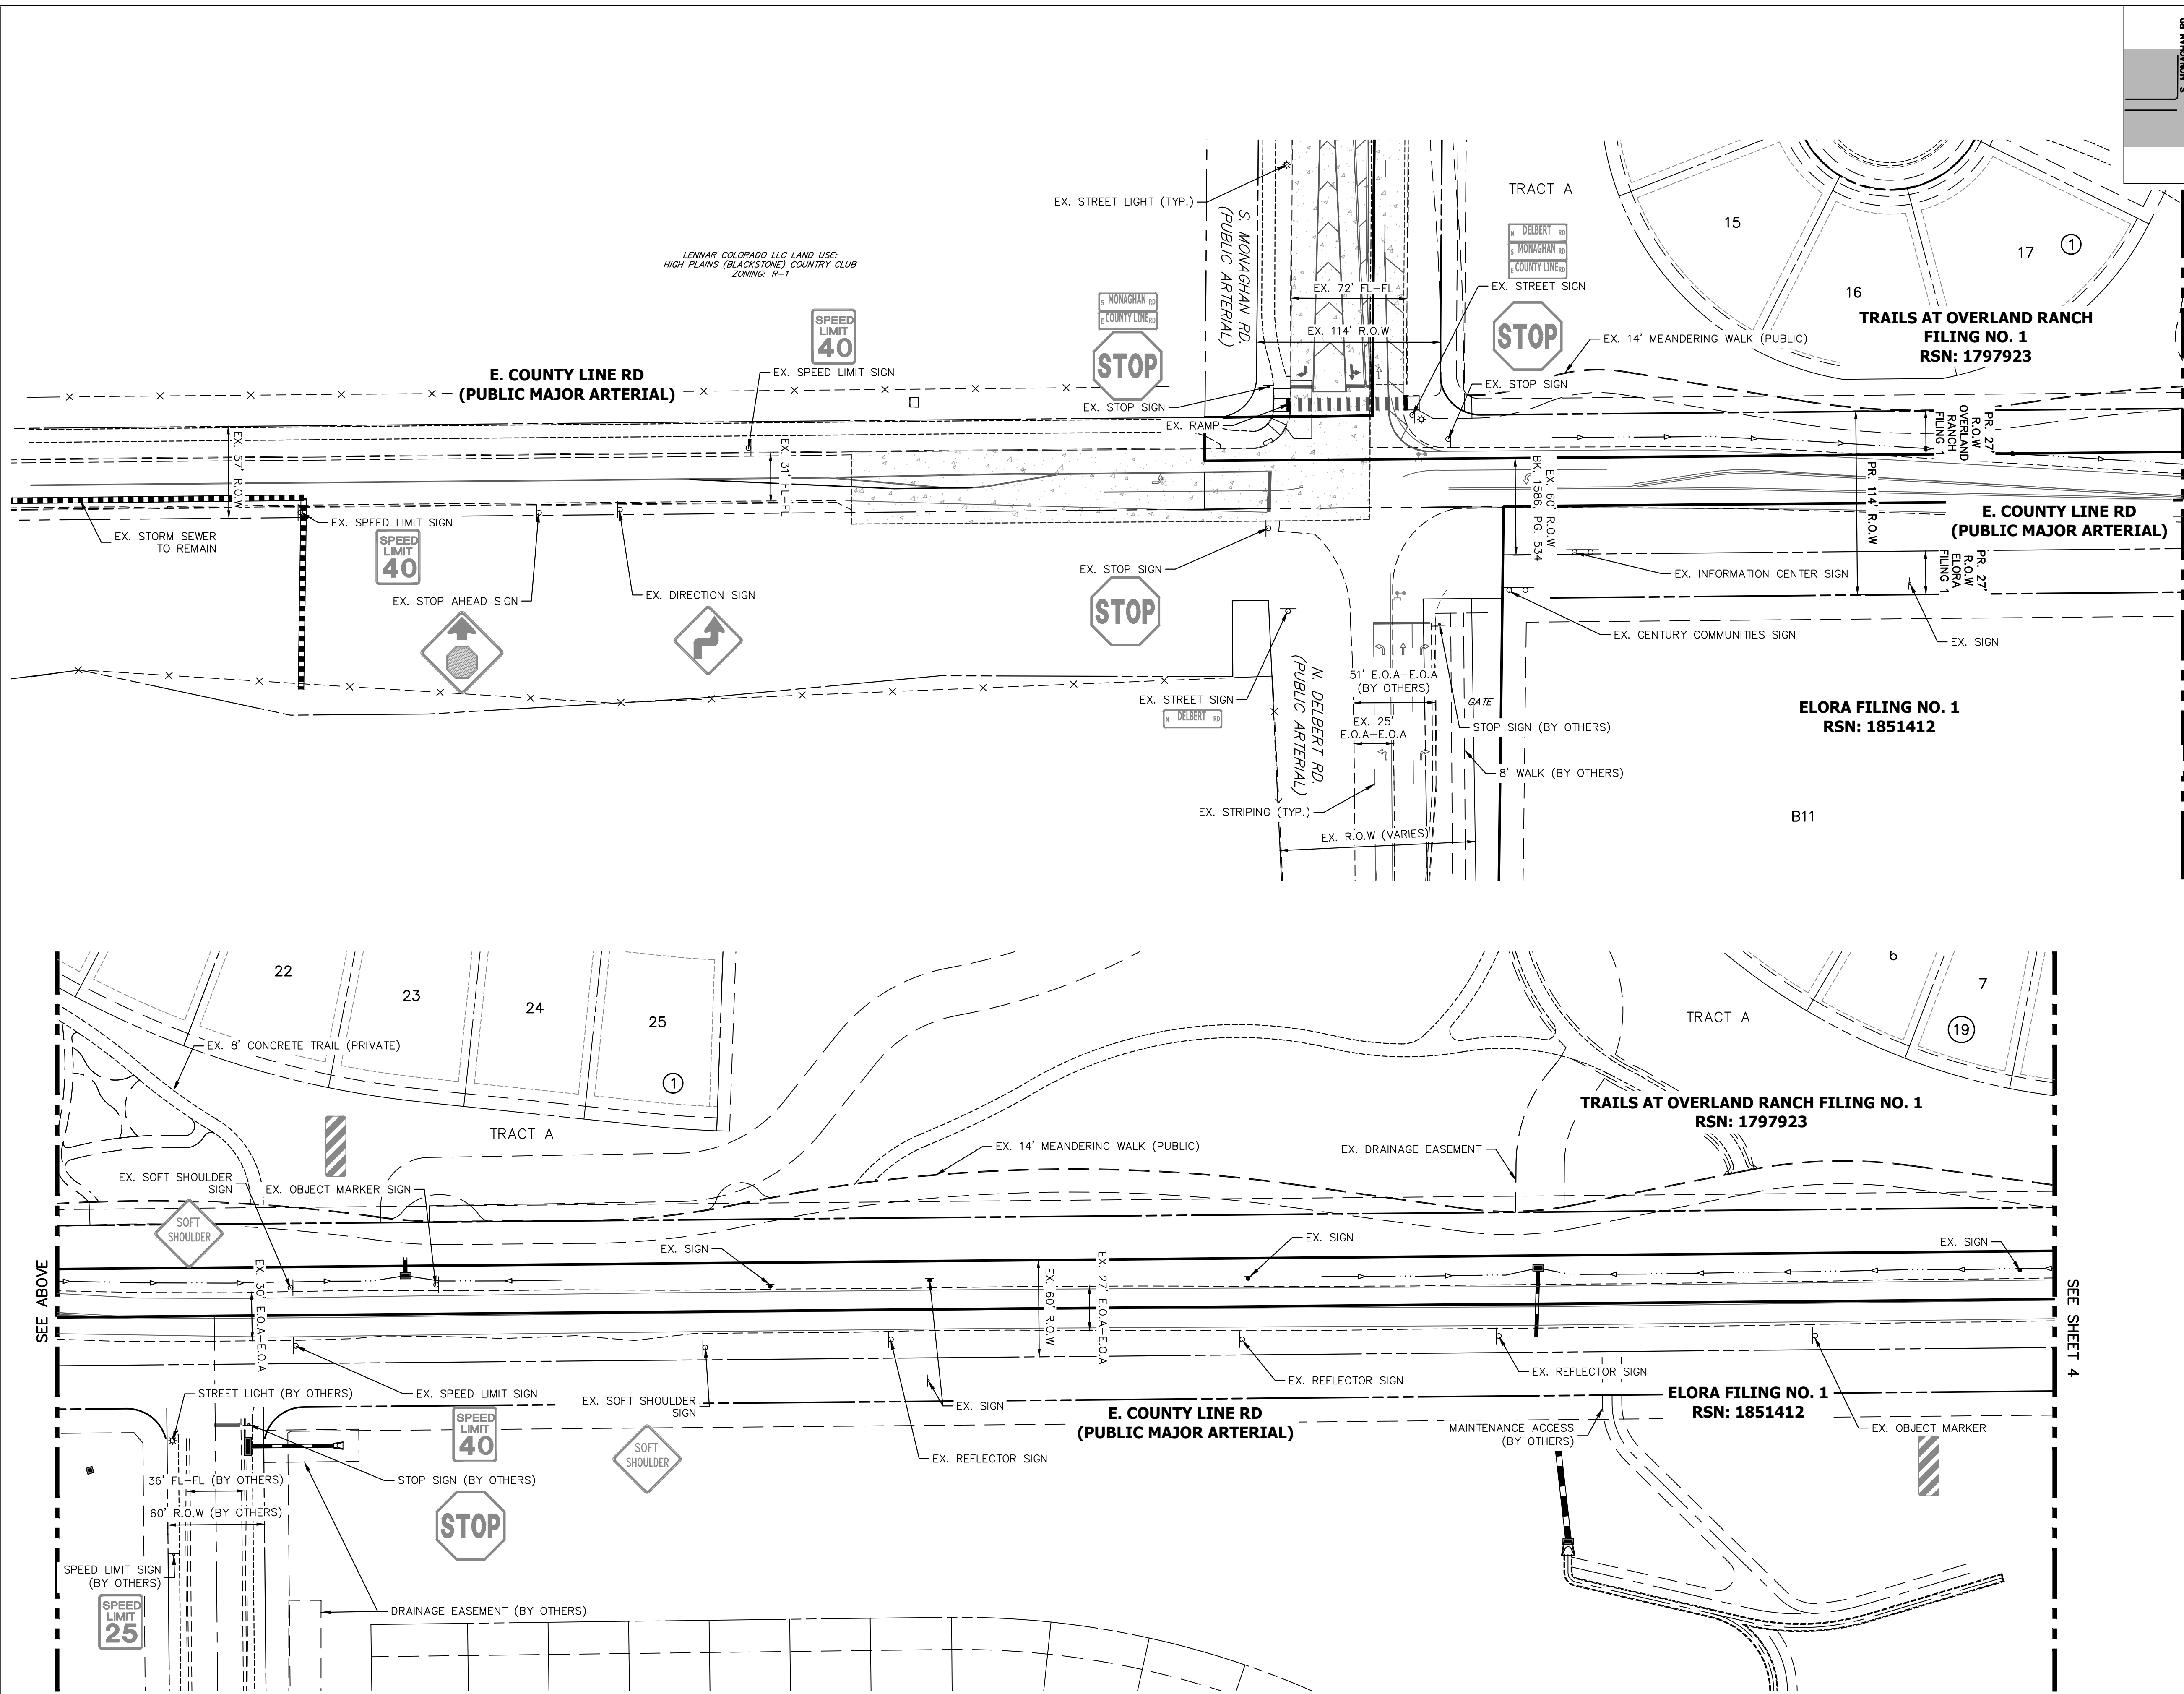 S MONAGHAN RD
EX. STREET LIGHT (TYP.)
S. MONAGHAN RD.
(PUBLIC ARTERIAL)
TRACT A
15
16
17
1
N DELBERT RD
S MONAGHAN RD
E COUNTY LINE RD
EX. STREET SIGN
STOP
EX. 72' FL-FL
EX. 114' R.O.W
LENNAR COLORADO LLC LAND USE:
HIGH PLAINS (BLACKSTONE) COUNTRY CLUB
ZONING: R-1
SPEED
LIMIT
40
S MONAGHAN RD
E COUNTY LINE RD
STOP
TRAILS AT OVERLAND RANCH
FILING NO. 1
RSN: 1797923
EX. 14' MEANDERING WALK (PUBLIC)
E. COUNTY LINE RD
(PUBLIC MAJOR ARTERIAL)
EX. SPEED LIMIT SIGN
EX. STOP SIGN
EX. STOP SIGN
EX. RAMP
EX. 57' R.O.W
EX. 31' FL-FL
EX. 60' R.O.W
BK. 1586, PG. 534
PR. 114' R.O.W
PR. 27'
R.O.W
OVERLAND
RANCH
FILING 1
E. COUNTY LINE RD
(PUBLIC MAJOR ARTERIAL)
EX. STORM SEWER
TO REMAIN
EX. SPEED LIMIT SIGN
SPEED
LIMIT
40
EX. STOP AHEAD SIGN
EX. DIRECTION SIGN
EX. STOP SIGN
STOP
PR. 27'
R.O.W
ELORA
FILING 1
EX. INFORMATION CENTER SIGN
EX. CENTURY COMMUNITIES SIGN
EX. SIGN
EX. STREET SIGN
N DELBERT RD
N. DELBERT RD.
(PUBLIC ARTERIAL)
51' E.O.A-E.O.A
(BY OTHERS)
EX. 25'
E.O.A-E.O.A
GATE
STOP SIGN (BY OTHERS)
8' WALK (BY OTHERS)
EX. STRIPING (TYP.)
EX. R.O.W (VARIES)
ELORA FILING NO. 1
RSN: 1851412
B11
22
23
24
25
1
EX. 8' CONCRETE TRAIL (PRIVATE)
TRACT A
TRACT A
6
7
19
TRAILS AT OVERLAND RANCH FILING NO. 1
RSN: 1797923
EX. 14' MEANDERING WALK (PUBLIC)
EX. DRAINAGE EASEMENT
EX. SOFT SHOULDER
SIGN
EX. OBJECT MARKER SIGN
SOFT
SHOULDER
EX. SIGN
EX. SIGN
EX. SIGN
SEE ABOVE
EX. 30' E.O.A-E.O.A
EX. 60' R.O.W
EX. 27' E.O.A-E.O.A
SEE SHEET 4
STREET LIGHT (BY OTHERS)
EX. SPEED LIMIT SIGN
SPEED
LIMIT
40
EX. SOFT SHOULDER
SIGN
SOFT
SHOULDER
EX. SIGN
EX. REFLECTOR SIGN
EX. REFLECTOR SIGN
EX. REFLECTOR SIGN
E. COUNTY LINE RD
(PUBLIC MAJOR ARTERIAL)
ELORA FILING NO. 1
RSN: 1851412
MAINTENANCE ACCESS
(BY OTHERS)
EX. OBJECT MARKER
36' FL-FL (BY OTHERS)
STOP SIGN (BY OTHERS)
STOP
60' R.O.W (BY OTHERS)
SPEED LIMIT SIGN
(BY OTHERS)
SPEED
LIMIT
25
DRAINAGE EASEMENT (BY OTHERS)